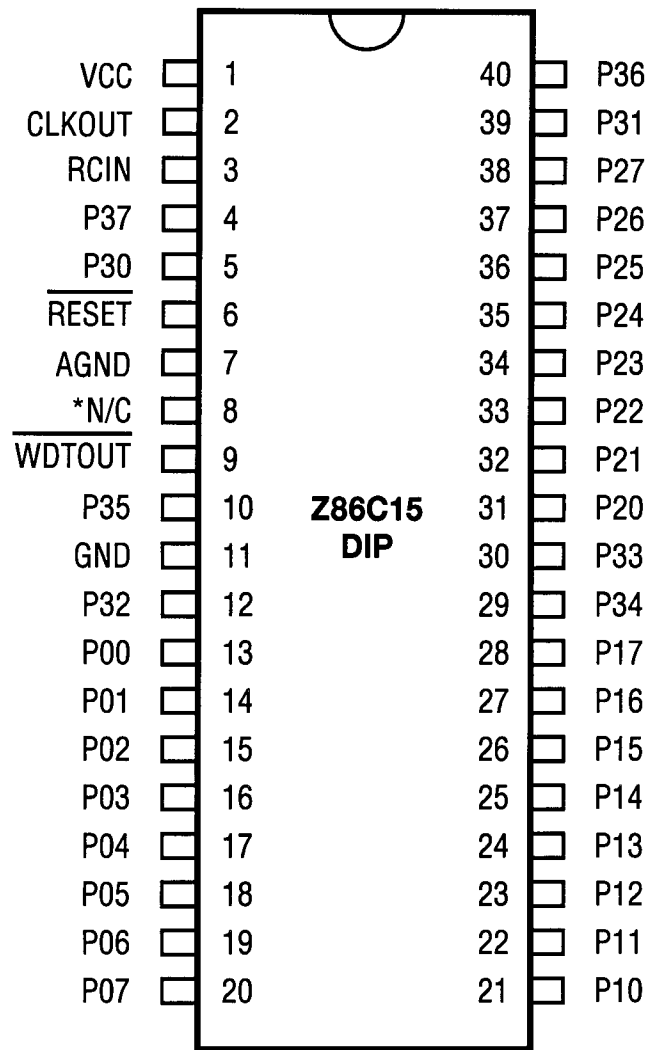 VCC 1 40 P36
CLKOUT 2 39 P31
RCIN 3 38 P27
P37 4 37 P26
P30 5 36 P25
RESET 6 35 P24
AGND 7 34 P23
*N/C 8 33 P22
WDTOUT 9 32 P21
P35 10 Z86C15 31 P20
GND 11 DIP 30 P33
P32 12 29 P34
P00 13 28 P17
P01 14 27 P16
P02 15 26 P15
P03 16 25 P14
P04 17 24 P13
P05 18 23 P12
P06 19 22 P11
P07 20 21 P10